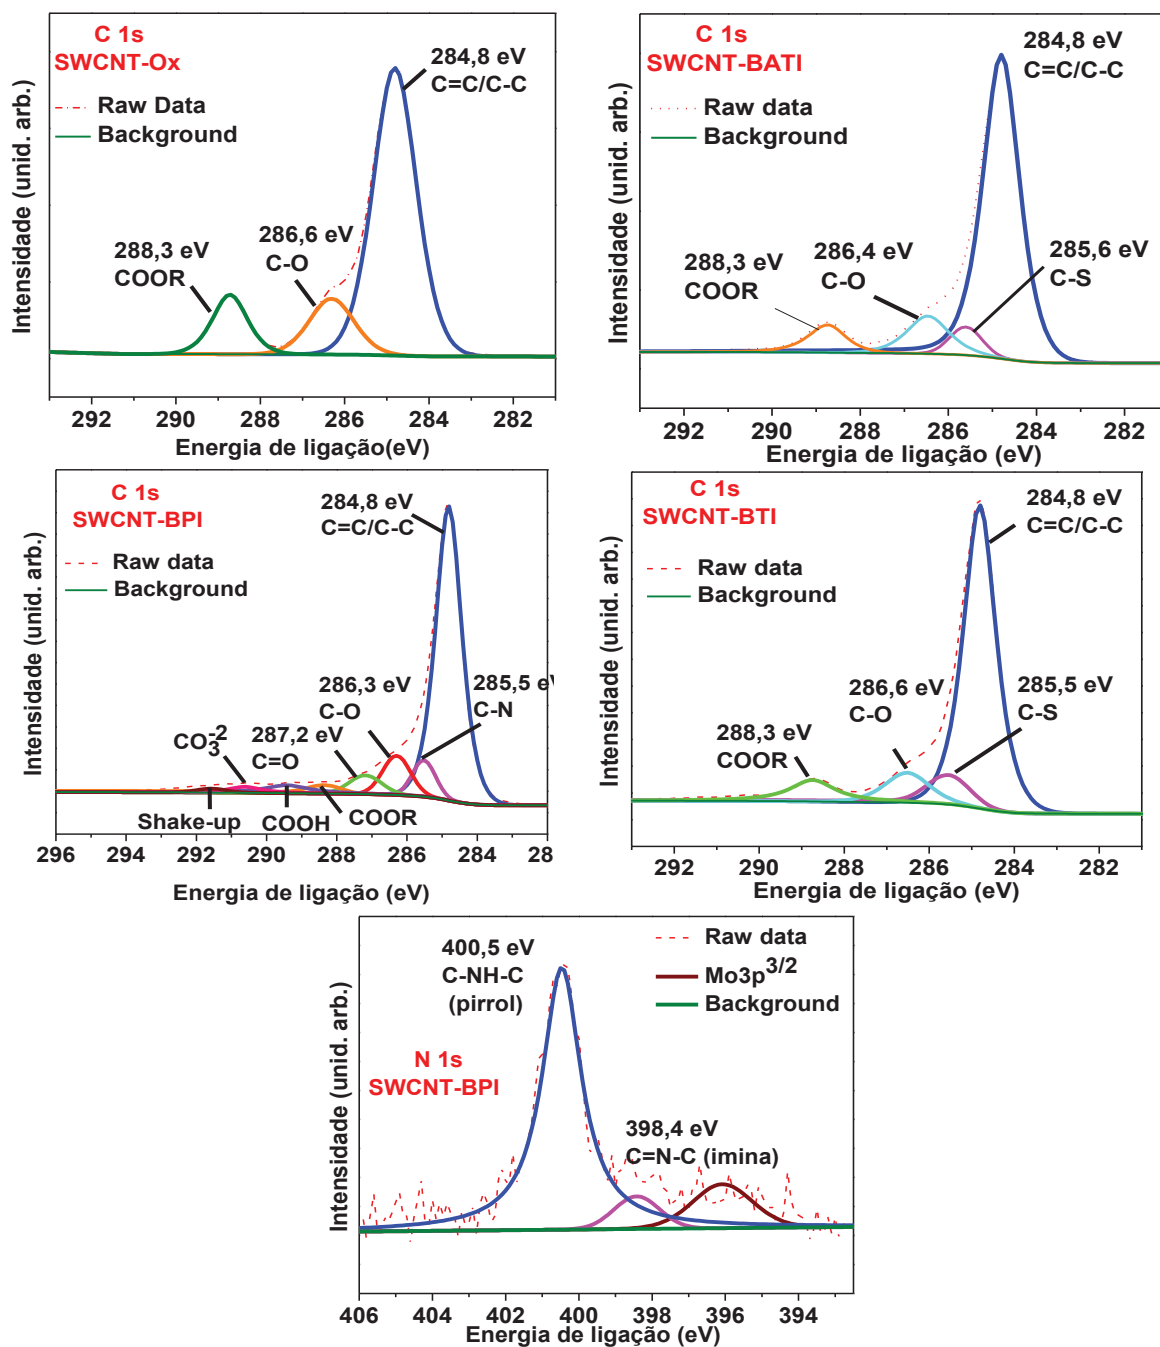 C 1s
SWCNT-Ox
Raw Data
Background
284,8 eV
C=C/C-C
286,6 eV
C-O
288,3 eV
COOR
Intensidade (unid. arb.)
292 290 288 286 284 282
Energia de ligação(eV)
C 1s
SWCNT-BATI
Raw data
Background
284,8 eV
C=C/C-C
285,6 eV
C-S
286,4 eV
C-O
288,3 eV
COOR
Intensidade (unid. arb.)
292 290 288 286 284 282
Energia de ligação (eV)
C 1s
SWCNT-BPI
Raw data
Background
284,8 eV
C=C/C-C
285,5 eV
C-N
286,3 eV
C-O
287,2 eV
C=O
CO3-2
Shake-up
COOH
COOR
Intensidade (unid. arb.)
296 294 292 290 288 286 284 28
Energia de ligação (eV)
C 1s
SWCNT-BTI
Raw data
Background
284,8 eV
C=C/C-C
285,5 eV
C-S
286,6 eV
C-O
288,3 eV
COOR
Intensidade (unid. arb.)
292 290 288 286 284 282
Energia de ligação (eV)
400,5 eV
C-NH-C
(pirrol)
Raw data
Mo3p3/2
Background
N 1s
SWCNT-BPI
398,4 eV
C=N-C (imina)
Intensidade (unid. arb.)
406 404 402 400 398 396 394
Energia de ligação (eV)